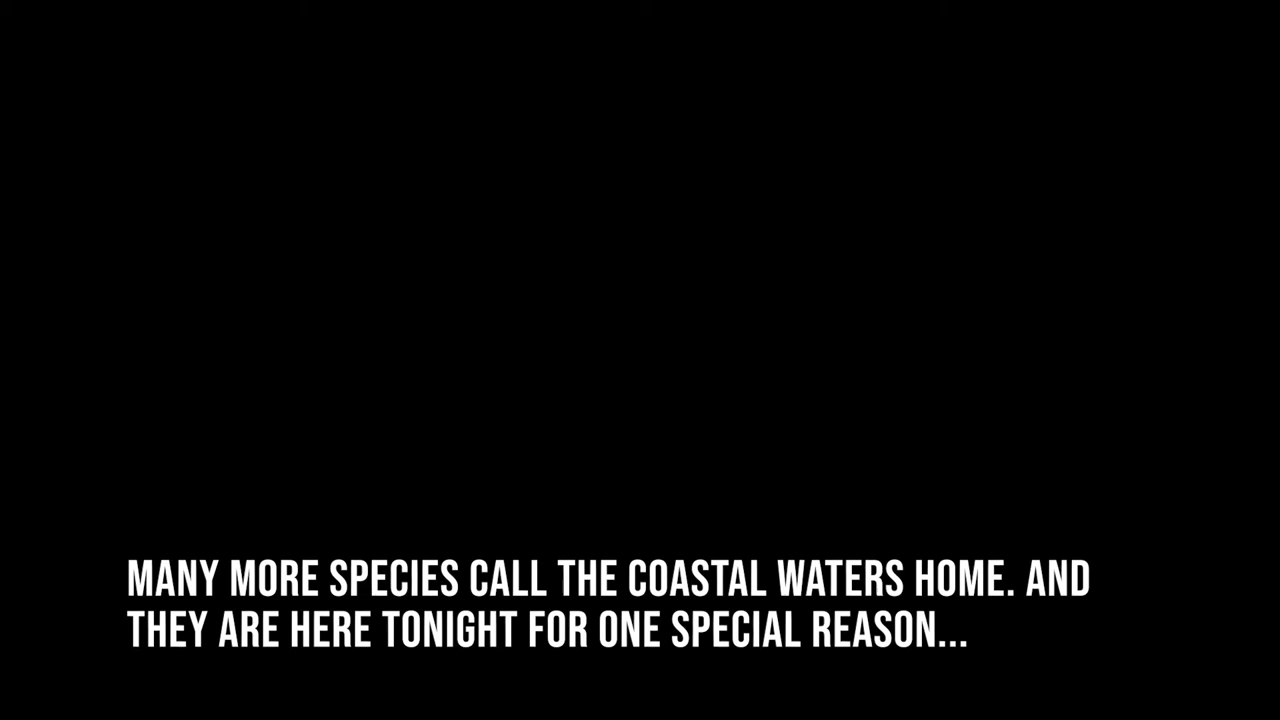 MANY MORE SPECIES CALL THE COASTAL WATERS HOME. AND
THEY ARE HERE TONIGHT FOR ONE SPECIAL REASON...